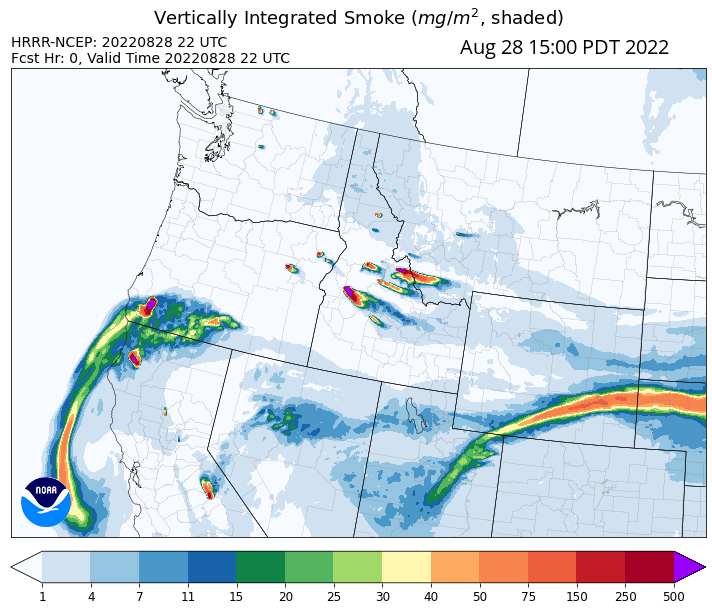 Vertically Integrated Smoke (mg/m², shaded)
HRRR-NCEP: 20220828 22 UTC
Aug 28 15:00 PDT 2022
Fcst Hr: 0, Valid Time 20220828 22 UTC
NOAA
1 4 7 11 15 20 25 30 40 50 75 150 250 500